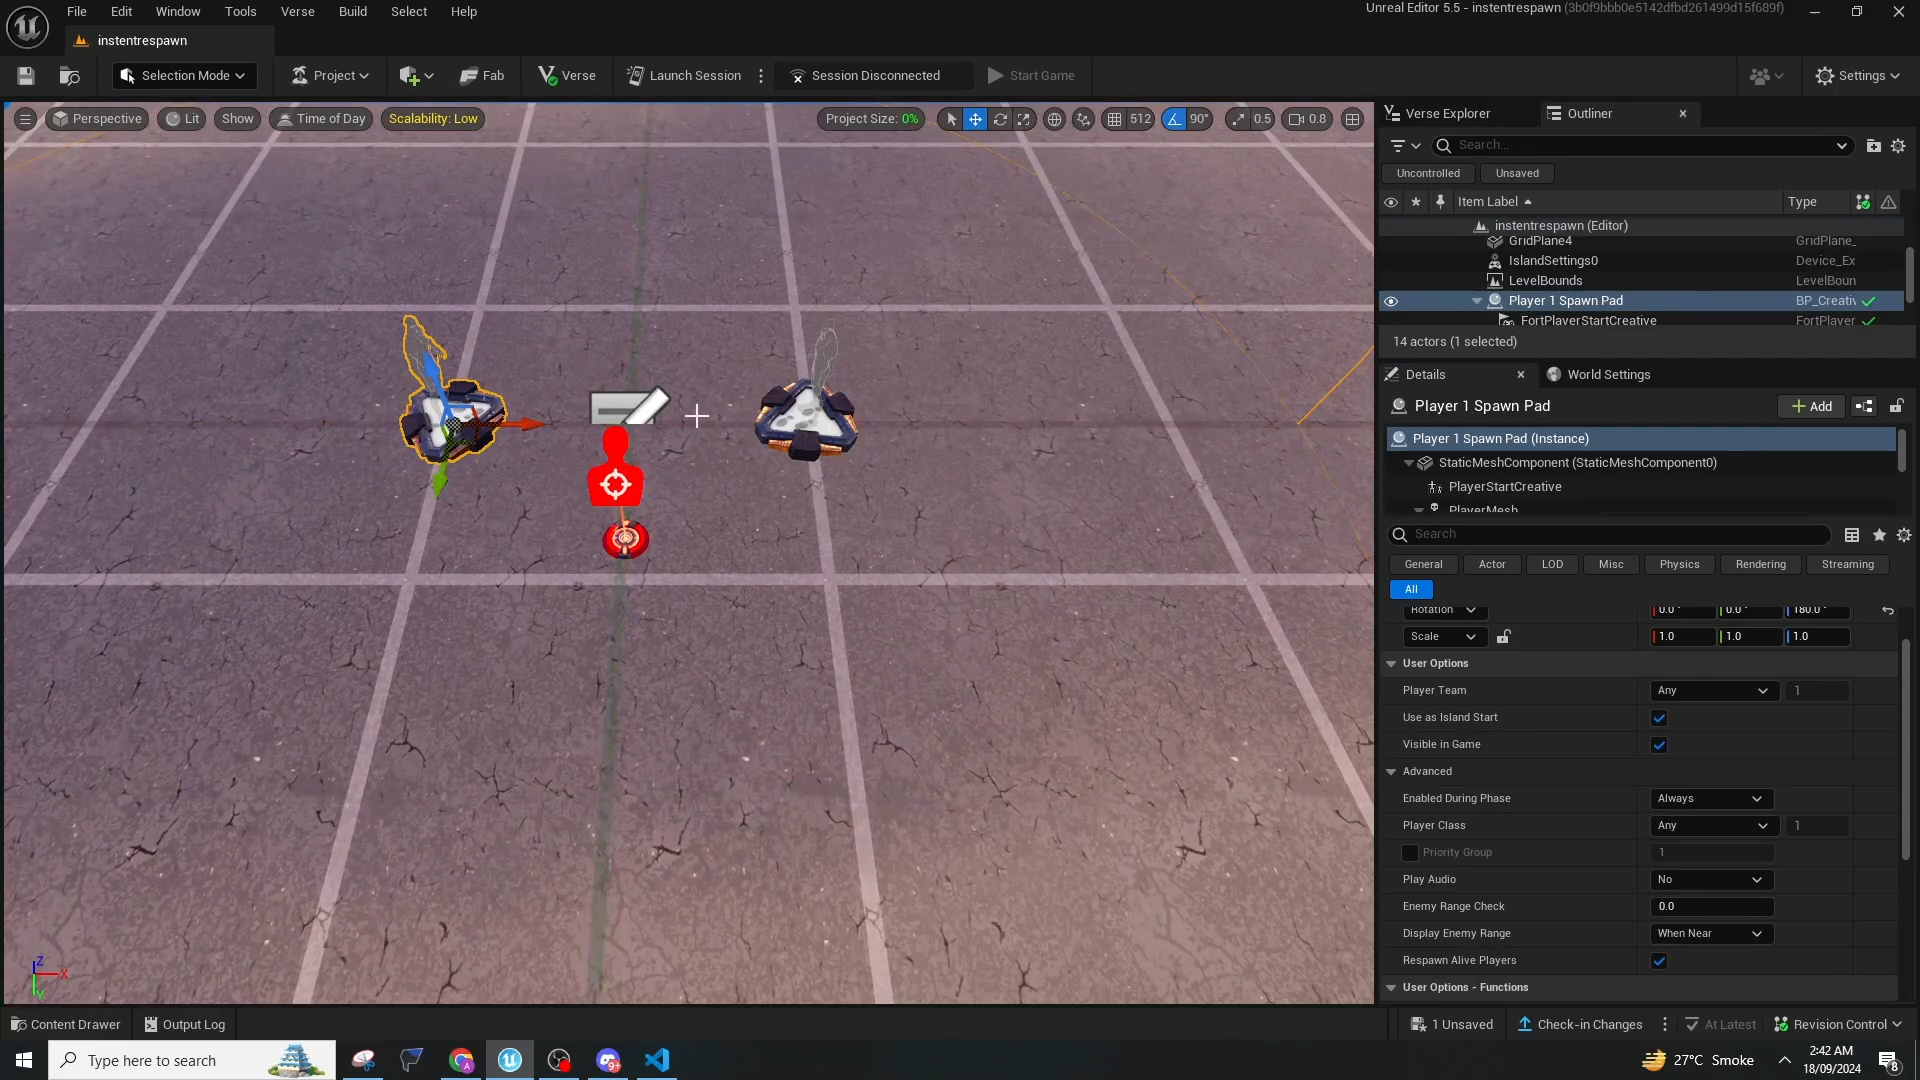 File Edit Window Tools Verse Build Select Help
Unreal Editor 5.5 - instentrespawn (3b0f9bbb0e5142dfbd261499d15f689f)
instentrespawn
Selection Mode Project Fab Verse Launch Session Session Disconnected Start Game Settings
Perspective Lit Show Time of Day Scalability: Low Project Size: 0% 512 90° 0.5 0.8
Verse Explorer Outliner
Search...
Uncontrolled Unsaved
Item Label Type
instentrespawn (Editor)
GridPlane4 GridPlane_
IslandSettings0 Device_Ex
LevelBounds LevelBoun
Player 1 Spawn Pad BP_Creativ
FortPlayerStartCreative FortPlayer
14 actors (1 selected)
Details World Settings
Player 1 Spawn Pad Add
Player 1 Spawn Pad (Instance)
StaticMeshComponent (StaticMeshComponent0)
PlayerStartCreative
PlayerMesh
Search
General Actor LOD Misc Physics Rendering Streaming
All
Rotation 0.0 ° 0.0 ° 180.0 °
Scale 1.0 1.0 1.0
User Options
Player Team Any 1
Use as Island Start
Visible in Game
Advanced
Enabled During Phase Always
Player Class Any 1
Priority Group 1
Play Audio No
Enemy Range Check 0.0
Display Enemy Range When Near
Respawn Alive Players
User Options - Functions
Z X Y
Content Drawer Output Log 1 Unsaved Check-in Changes At Latest Revision Control
Type here to search 9+ 27°C Smoke 2:42 AM
18/09/2024 8